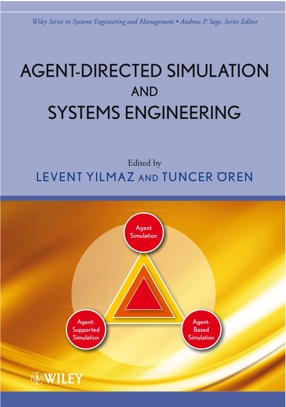 Wiley Series in Systems Engineering and Management • Andrew P. Sage, Series Editor
AGENT-DIRECTED SIMULATION
AND
SYSTEMS ENGINEERING
Edited by
LEVENT YILMAZ AND TUNCER ÖREN
Agent
Simulation
Agent-
Supported
Simulation
Agent-
Based
Simulation
WILEY